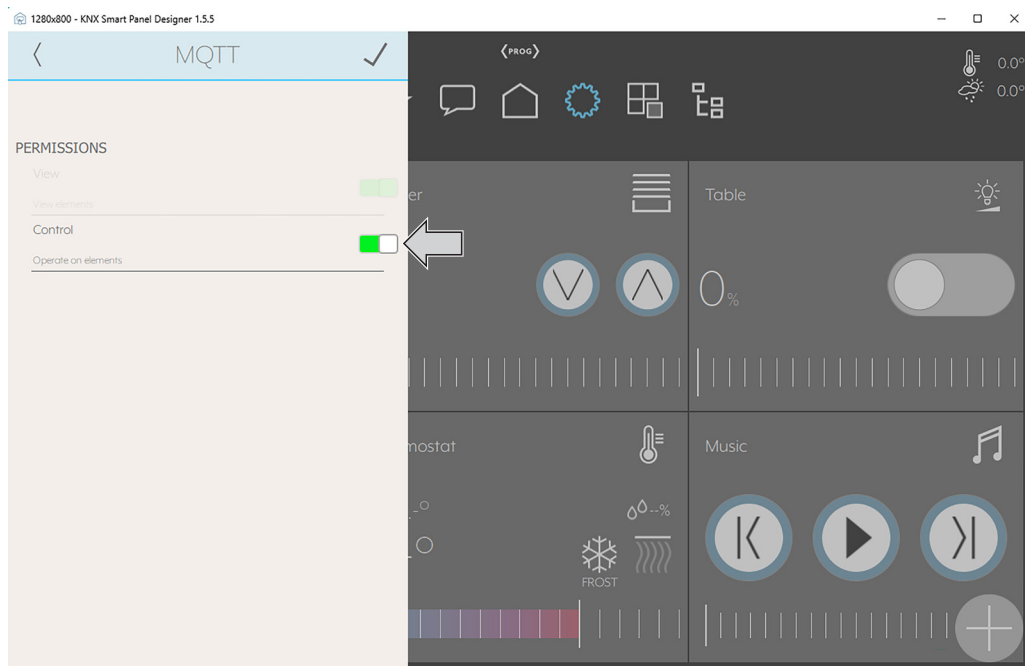 1280x800 - KNX Smart Panel Designer 1.5.5
MQTT
PROG
0.0°
0.0°
PERMISSIONS
View
View elements
Control
Operate on elements
er
Table
0%
mostat
Music
-°
--%
FROST